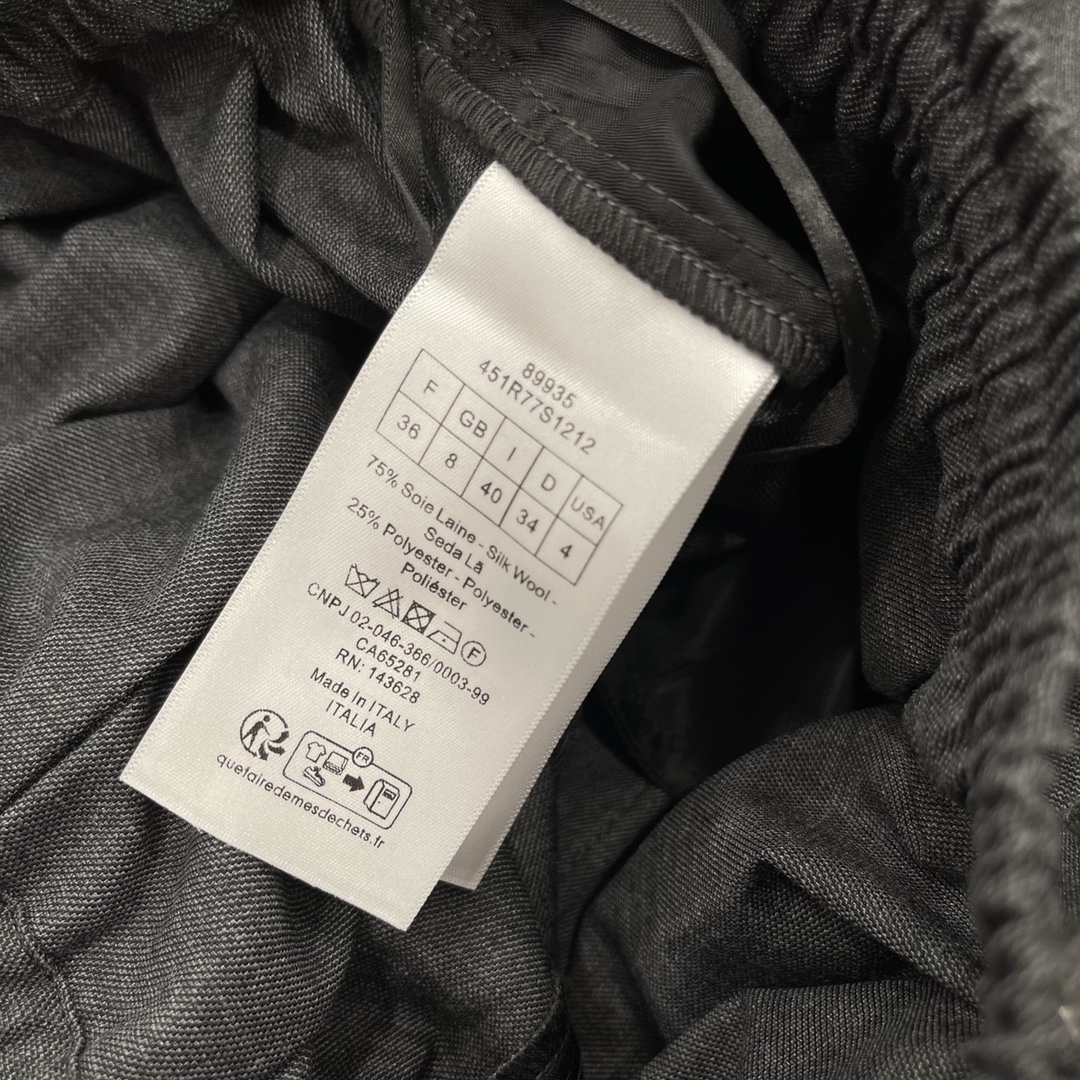 89935
451R77S1212
F GB I D USA
36 8 40 34 4
75% Soie Laine - Silk Wool -
Seda Lã
25% Polyester - Polyester -
Poliéster
F
CNPJ 02-046-366/0003-99
CA65281
RN: 143628
Made in ITALY
ITALIA
FR
quefairedemesdechets.fr